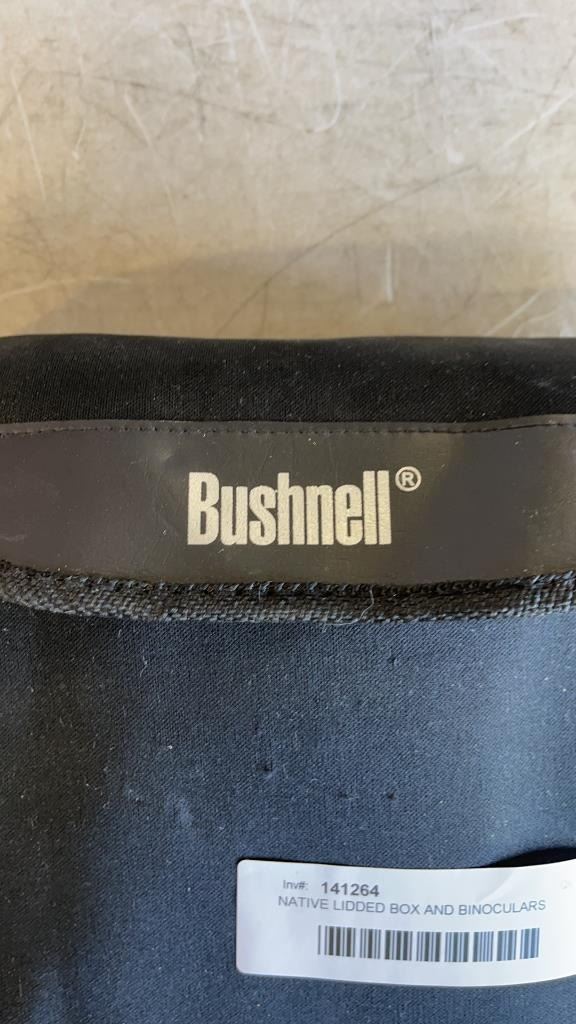 Bushnell®
Inv#: 141264
NATIVE LIDDED BOX AND BINOCULARS